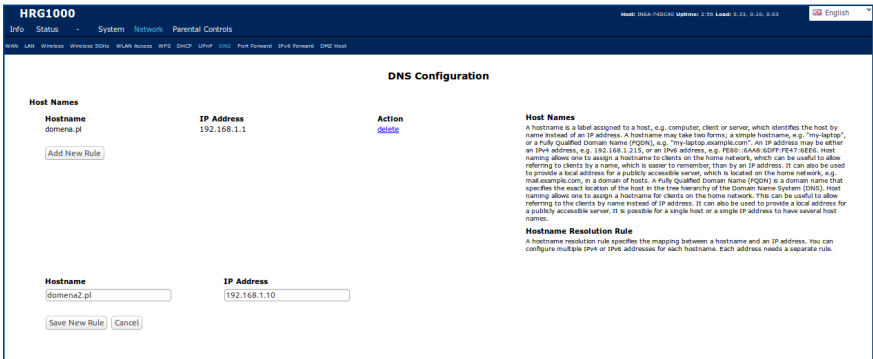 HRG1000
Host: INEA-74DC40 Uptime: 2:56 Load: 0.33, 0.10, 0.03
English
Info Status - System Network Parental Controls
WAN LAN Wireless Wireless 5GHz WLAN Access WPS DHCP UPnP DNS Port Forward IPv6 Forward DMZ Host
DNS Configuration
Host Names
Hostname IP Address Action
domena.pl 192.168.1.1 delete
Add New Rule
Host Names
A hostname is a label assigned to a host, e.g. computer, client or server, which identifies the host by
name instead of an IP address. A hostname may take two forms; a simple hostname, e.g. "my-laptop",
or a Fully Qualified Domain Name (FQDN), e.g. "my-laptop.example.com". An IP address may be either
an IPv4 address, e.g. 192.168.1.215, or an IPv6 address, e.g. FE80::6AA8:6DFF:FE47:6EE6. Host
naming allows one to assign a hostname to clients on the home network, which can be useful to allow
referring to clients by a name, which is easier to remember, than by an IP address. It can also be used
to provide a local address for a publicly accessible server, which is located on the home network, e.g.
mail.example.com, in a domain of hosts. A Fully Qualified Domain Name (FQDN) is a domain name that
specifies the exact location of the host in the tree hierarchy of the Domain Name System (DNS). Host
naming allows one to assign a hostname for clients on the home network. This can be useful to allow
referring to the clients by name instead of IP address. It can also be used to provide a local address for
a publicly accessible server. It is possible for a single host or a single IP address to have several host
names.
Hostname Resolution Rule
A hostname resolution rule specifies the mapping between a hostname and an IP address. You can
configure multiple IPv4 or IPv6 addresses for each hostname. Each address needs a separate rule.
Hostname IP Address
domena2.pl 192.168.1.10
Save New Rule Cancel